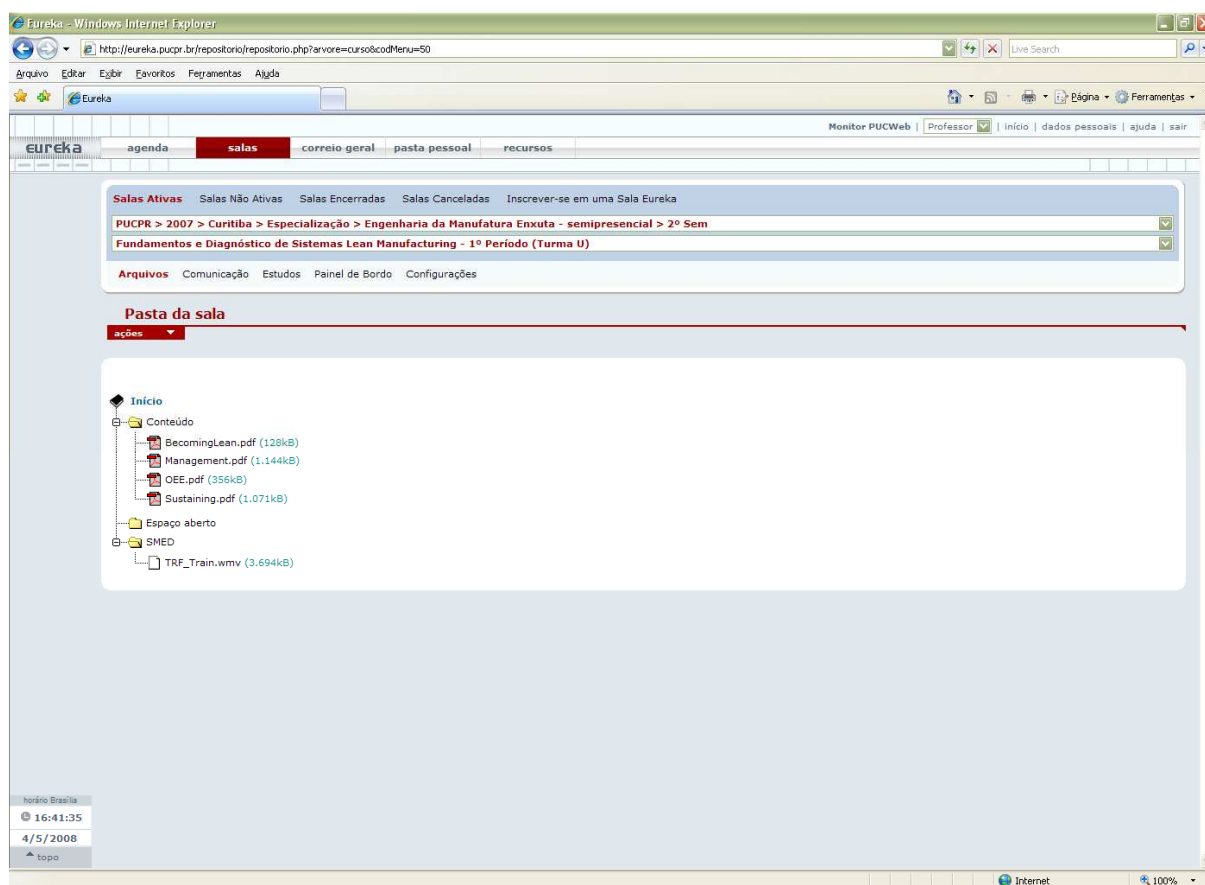 Eureka - Windows Internet Explorer
http://eureka.pucpr.br/repositorio/repositorio.php?arvore=curso&codMenu=50
Live Search
Arquivo Editar Exibir Favoritos Ferramentas Ajuda
Eureka
Página Ferramentas
Monitor PUCWeb | Professor | início | dados pessoais | ajuda | sair
eureka agenda salas correio geral pasta pessoal recursos
Salas Ativas Salas Não Ativas Salas Encerradas Salas Canceladas Inscrever-se em uma Sala Eureka
PUCPR > 2007 > Curitiba > Especialização > Engenharia da Manufatura Enxuta - semipresencial > 2º Sem
Fundamentos e Diagnóstico de Sistemas Lean Manufacturing - 1º Período (Turma U)
Arquivos Comunicação Estudos Painel de Bordo Configurações
Pasta da sala
ações
Início
Conteúdo
BecomingLean.pdf (128kB)
Management.pdf (1.144kB)
OEE.pdf (356kB)
Sustaining.pdf (1.071kB)
Espaço aberto
SMED
TRF_Train.wmv (3.694kB)
horário Brasília
16:41:35
4/5/2008
topo
Internet 100%